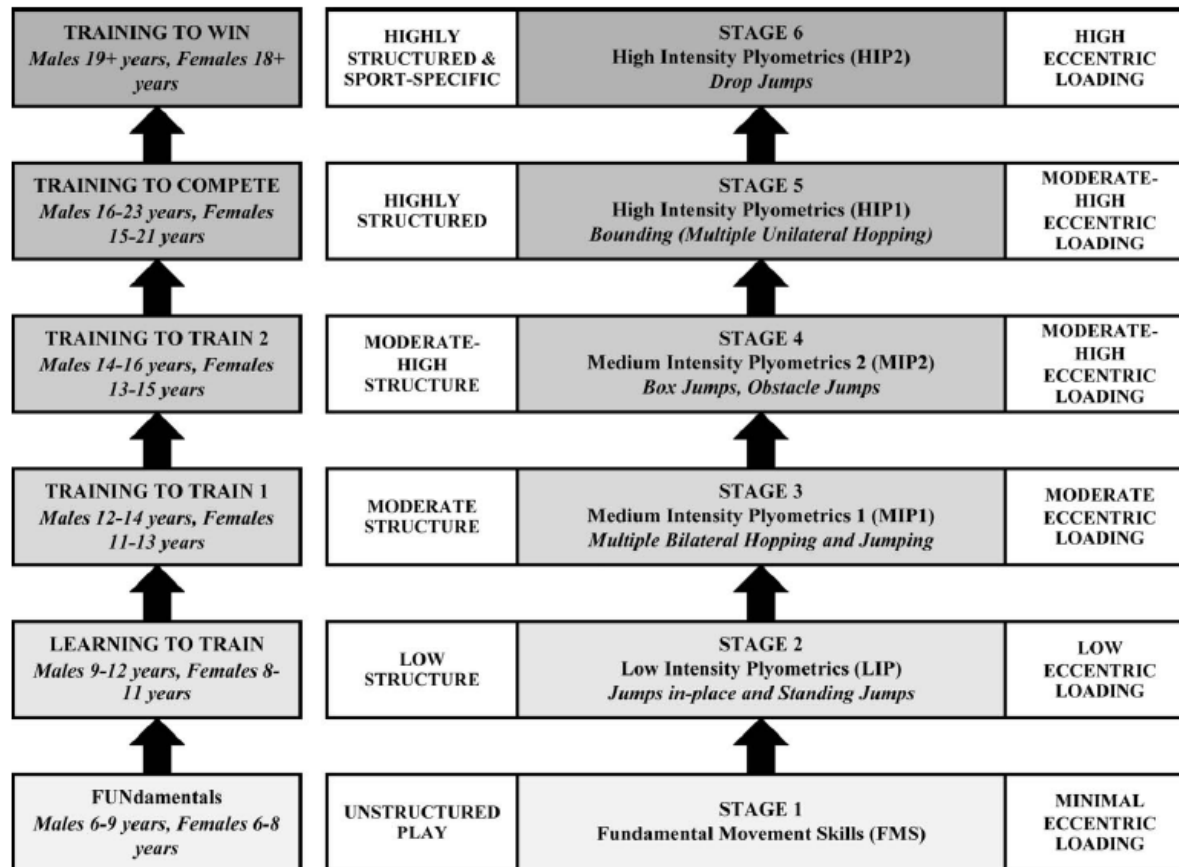 TRAINING TO WIN
Males 19+ years, Females 18+
years
HIGHLY
STRUCTURED &
SPORT-SPECIFIC
STAGE 6
High Intensity Plyometrics (HIP2)
Drop Jumps
HIGH
ECCENTRIC
LOADING
TRAINING TO COMPETE
Males 16-23 years, Females
15-21 years
HIGHLY
STRUCTURED
STAGE 5
High Intensity Plyometrics (HIP1)
Bounding (Multiple Unilateral Hopping)
MODERATE-
HIGH
ECCENTRIC
LOADING
TRAINING TO TRAIN 2
Males 14-16 years, Females
13-15 years
MODERATE-
HIGH
STRUCTURE
STAGE 4
Medium Intensity Plyometrics 2 (MIP2)
Box Jumps, Obstacle Jumps
MODERATE-
HIGH
ECCENTRIC
LOADING
TRAINING TO TRAIN 1
Males 12-14 years, Females
11-13 years
MODERATE
STRUCTURE
STAGE 3
Medium Intensity Plyometrics 1 (MIP1)
Multiple Bilateral Hopping and Jumping
MODERATE
ECCENTRIC
LOADING
LEARNING TO TRAIN
Males 9-12 years, Females 8-
11 years
LOW
STRUCTURE
STAGE 2
Low Intensity Plyometrics (LIP)
Jumps in-place and Standing Jumps
LOW
ECCENTRIC
LOADING
FUNdamentals
Males 6-9 years, Females 6-8
years
UNSTRUCTURED
PLAY
STAGE 1
Fundamental Movement Skills (FMS)
MINIMAL
ECCENTRIC
LOADING